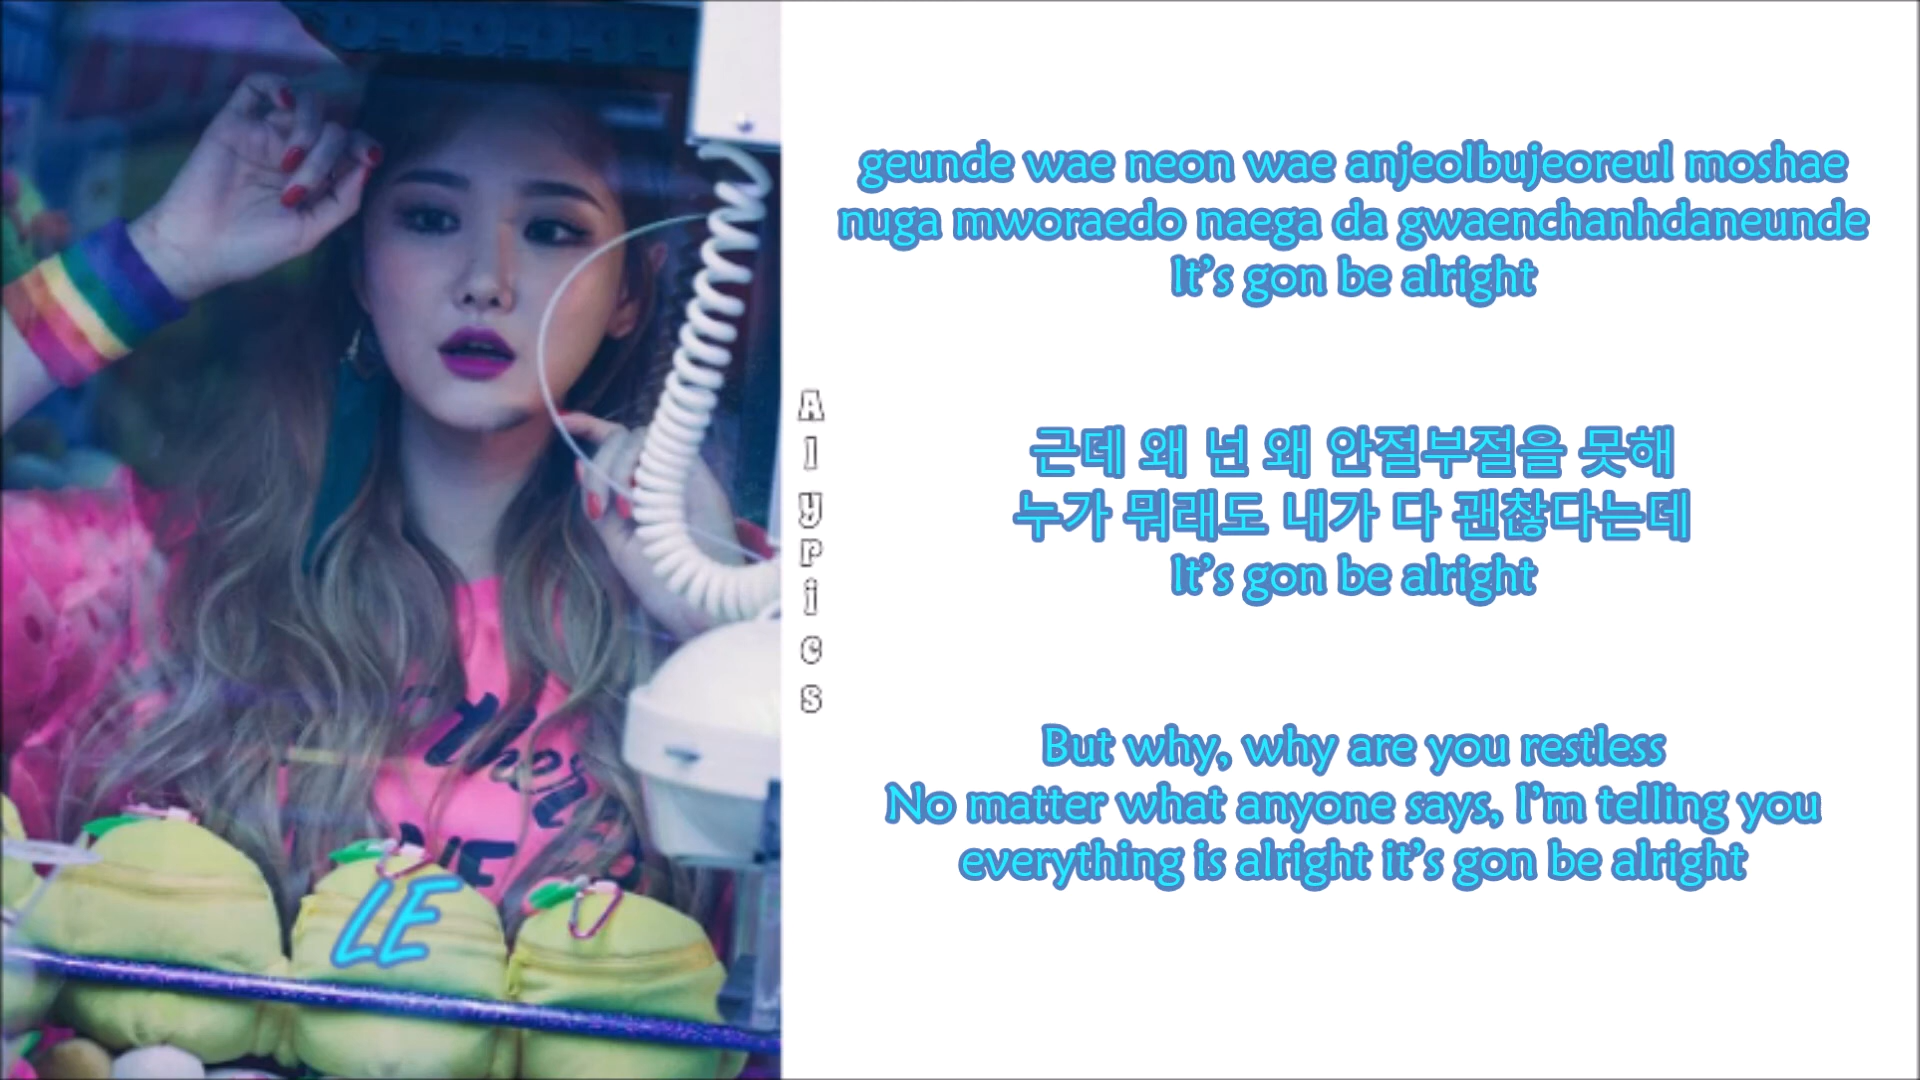 geunde wae neon wae anjeolbujeoreul moshae
nuga mworaedo naega da gwaenchanhdaneunde
It's gon be alright
근데 왜 넌 왜 안절부절을 못해
누가 뭐래도 내가 다 괜찮다는데
It's gon be alright
But why, why are you restless
No matter what anyone says, I'm telling you
everything is alright it's gon be alright
Alypics
LE